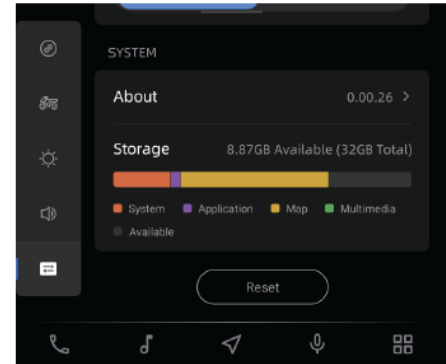 SYSTEM
About 0.00.26 >
Storage 8.87GB Available (32GB Total)
System Application Map Multimedia
Available
Reset